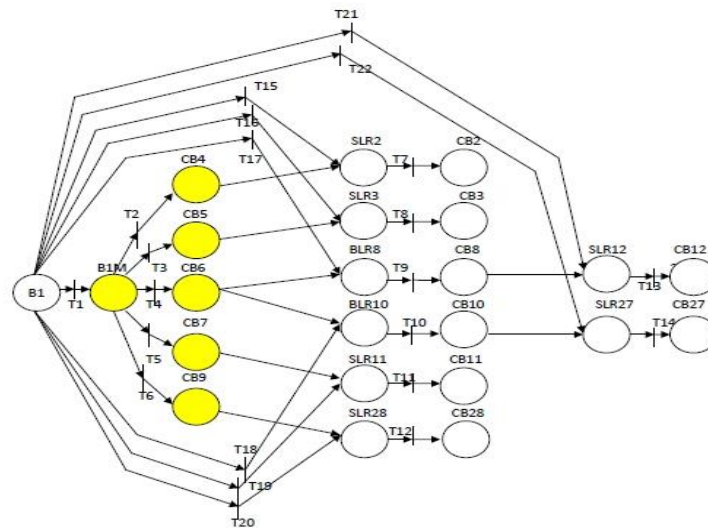 T21
T22
T15
T16
T17
SLR2
CB2
CB4
T7
T2
CB5
SLR3
CB3
T8
B1M
T3
CB6
BLR8
CB8
SLR12
CB12
B1
T1
T4
T9
T13
CB7
BLR10
CB10
SLR27
CB27
T5
T10
T14
CB9
SLR11
CB11
T6
T11
SLR28
CB28
T12
T18
T19
T20